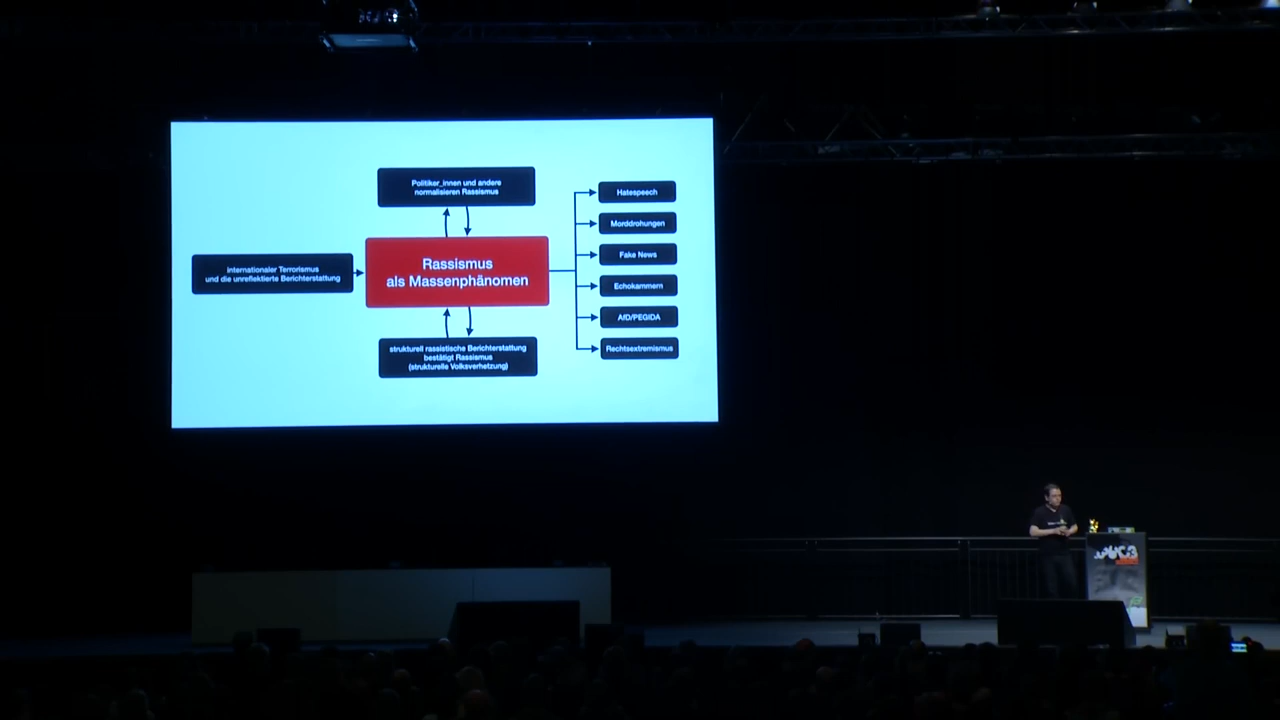 Politiker_innen und andere
normalisieren Rassismus
internationaler Terrorismus
und die unreflektierte Berichterstattung
Rassismus
als Massenphänomen
strukturell rassistische Berichterstattung
bestätigt Rassismus
(strukturelle Volksverhetzung)
Hatespeech
Morddrohungen
Fake News
Echokammern
AfD/PEGIDA
Rechtsextremismus